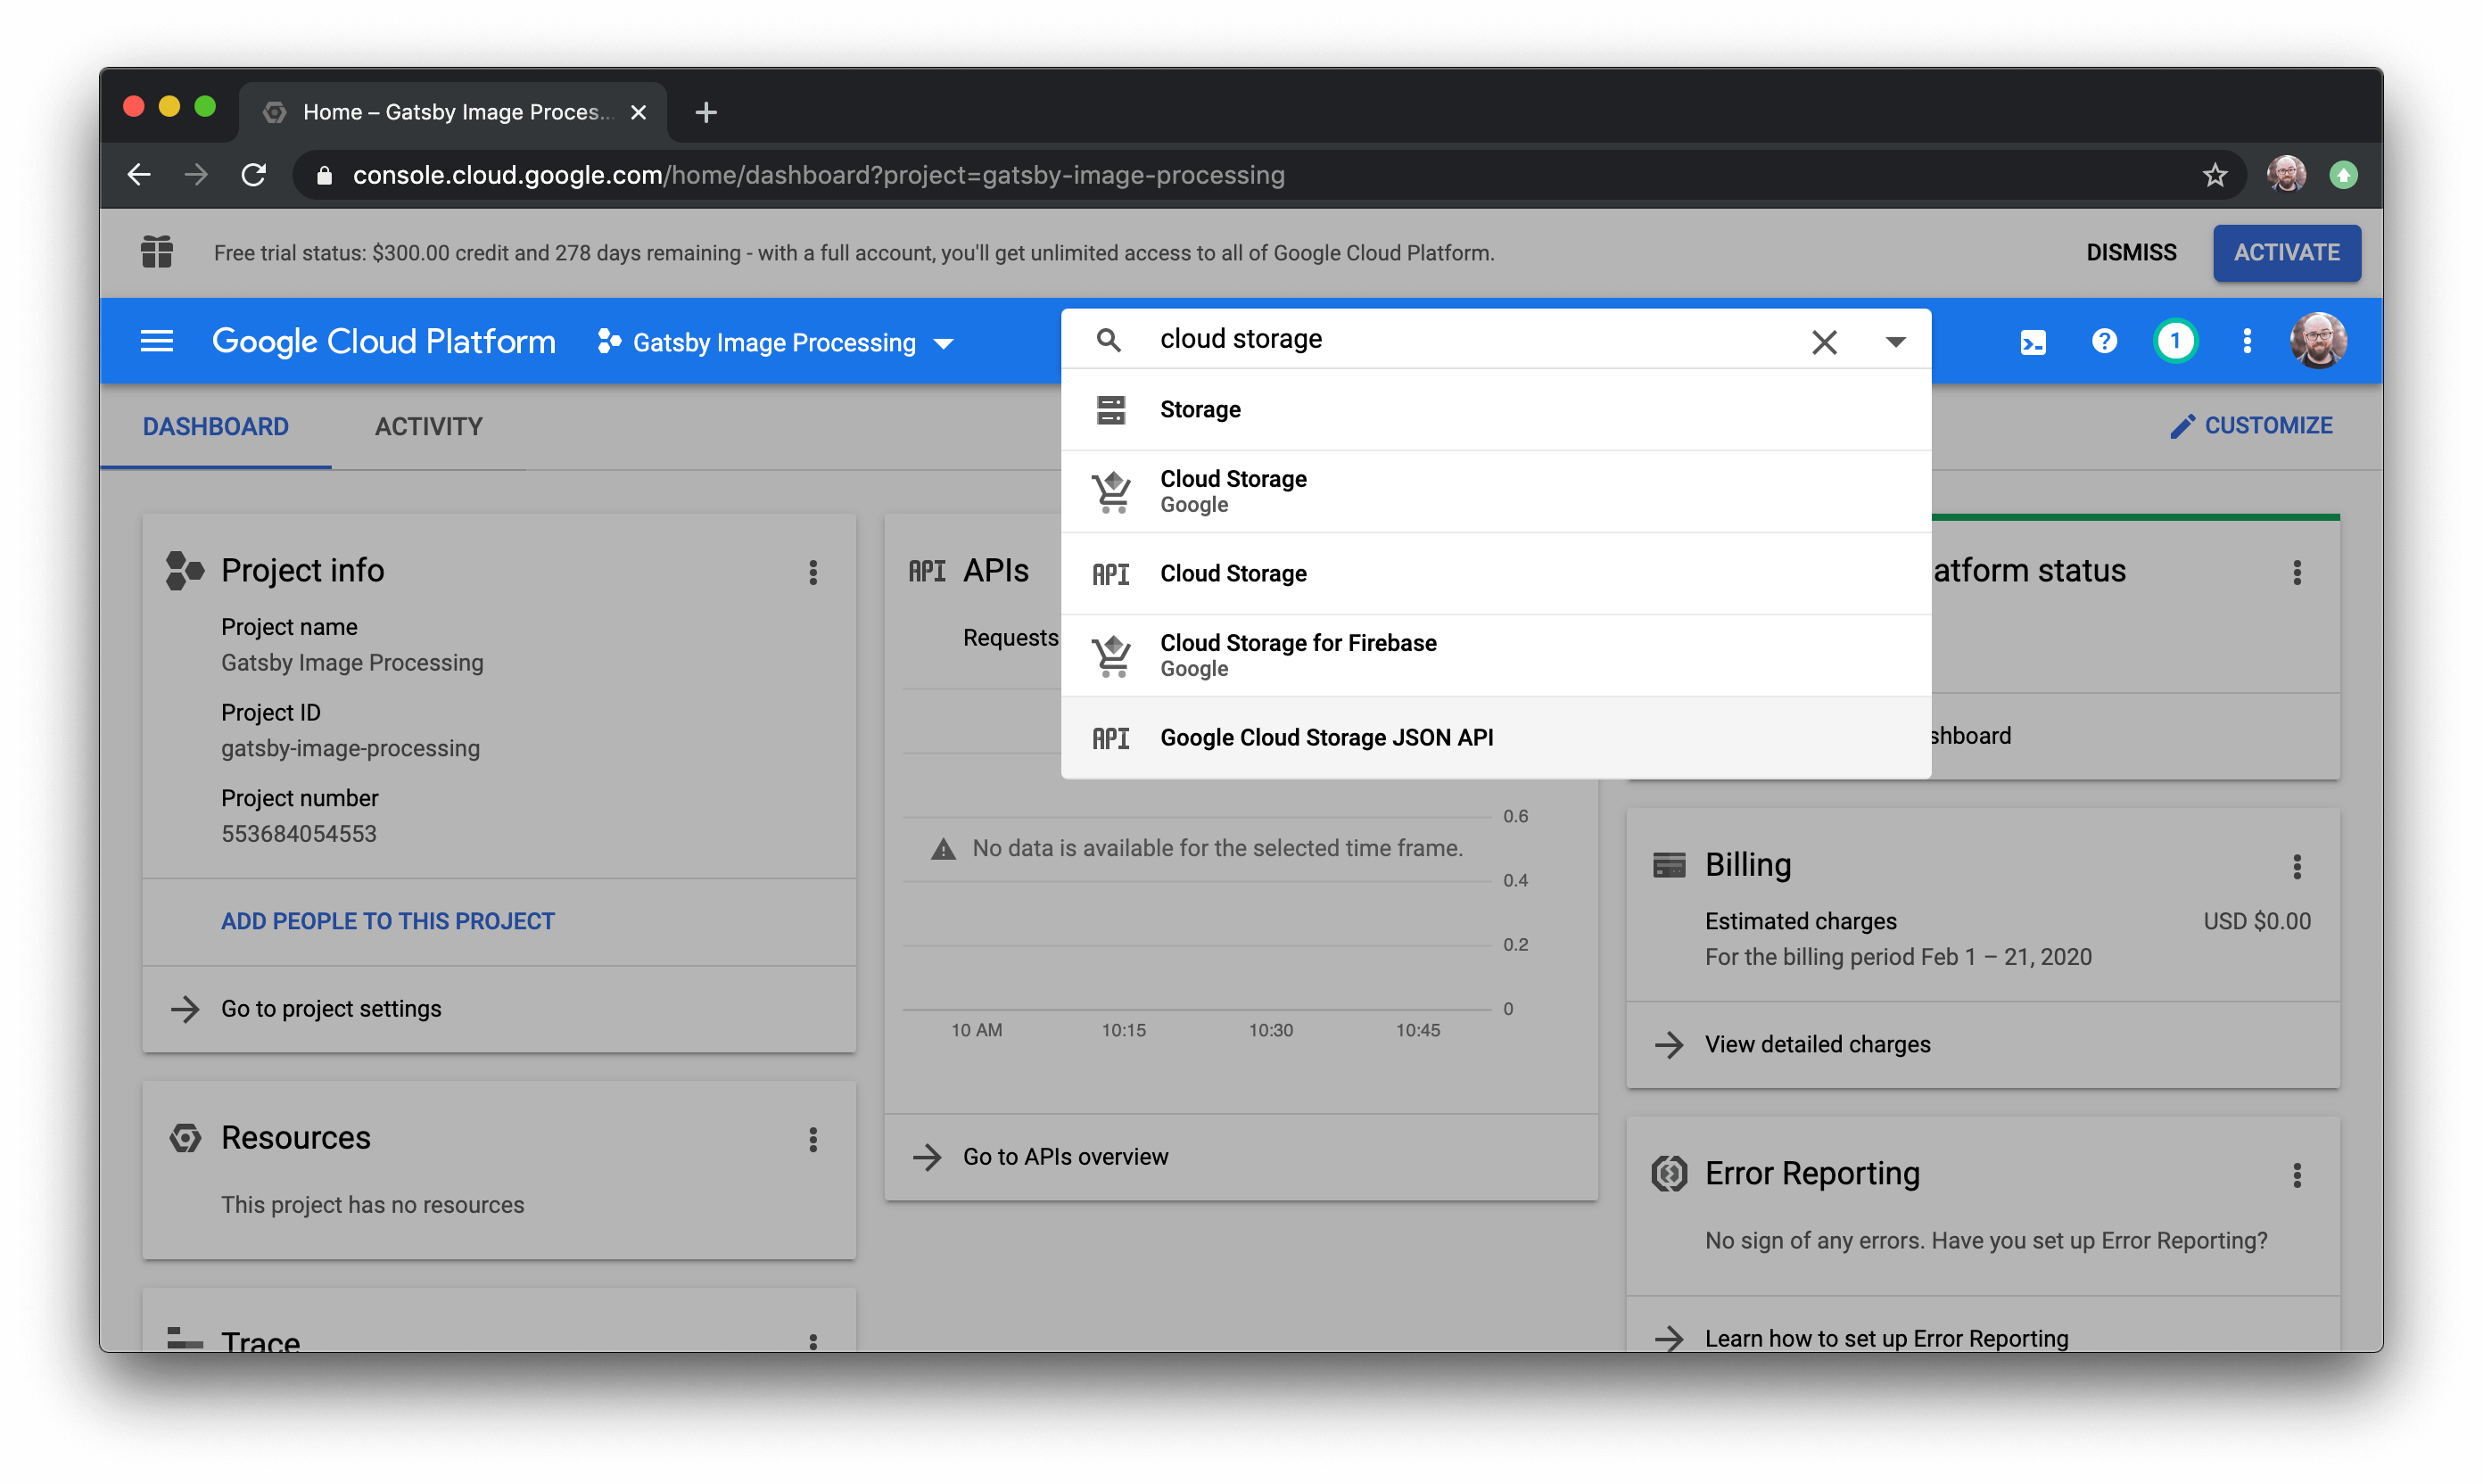 Home – Gatsby Image Proces...
console.cloud.google.com/home/dashboard?project=gatsby-image-processing
Free trial status: $300.00 credit and 278 days remaining - with a full account, you'll get unlimited access to all of Google Cloud Platform.
DISMISS
ACTIVATE
Google Cloud Platform
Gatsby Image Processing
cloud storage
1
DASHBOARD
ACTIVITY
CUSTOMIZE
Storage
Cloud Storage
Google
API Cloud Storage
Cloud Storage for Firebase
Google
API Google Cloud Storage JSON API
Project info
Project name
Gatsby Image Processing
Project ID
gatsby-image-processing
Project number
553684054553
ADD PEOPLE TO THIS PROJECT
Go to project settings
Resources
This project has no resources
Trace
API APIs
Requests
0.6
No data is available for the selected time frame.
0.4
0.2
0
10 AM
10:15
10:30
10:45
Go to APIs overview
atform status
shboard
Billing
Estimated charges
USD $0.00
For the billing period Feb 1 – 21, 2020
View detailed charges
Error Reporting
No sign of any errors. Have you set up Error Reporting?
Learn how to set up Error Reporting